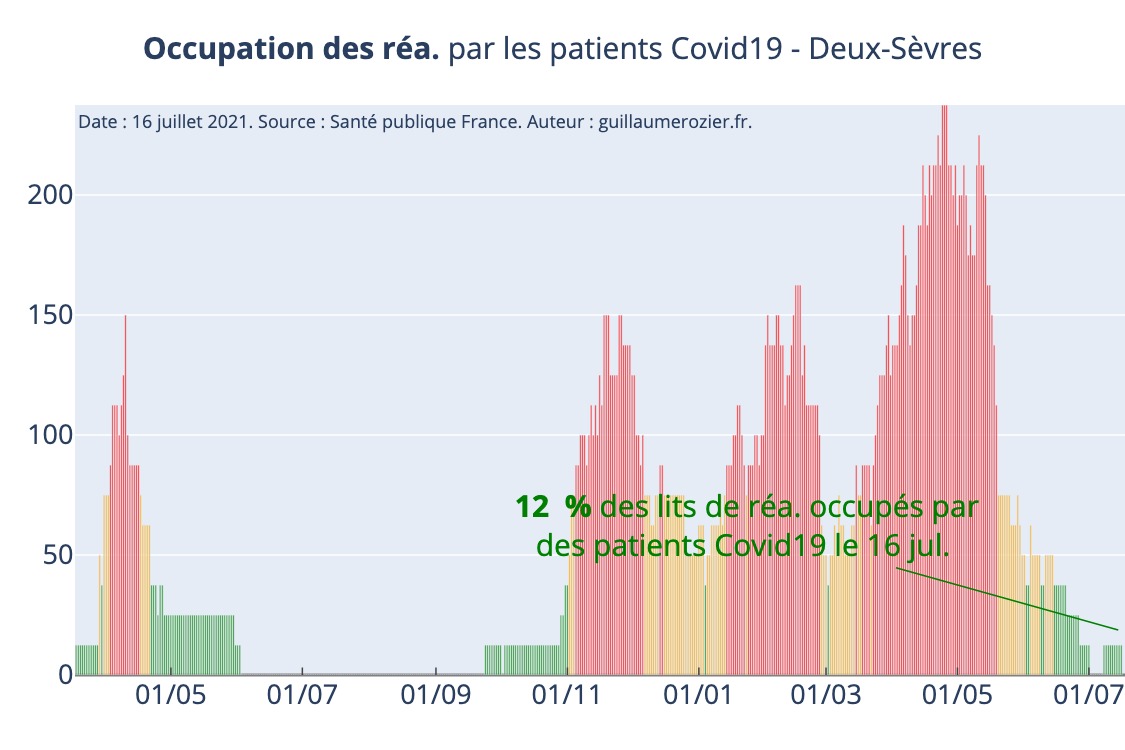 Occupation des réa. par les patients Covid19 - Deux-Sèvres
Date : 16 juillet 2021. Source : Santé publique France. Auteur : guillaumerozier.fr.
200
150
100
50
0
12 % des lits de réa. occupés par
des patients Covid19 le 16 jul.
01/05 01/07 01/09 01/11 01/01 01/03 01/05 01/07